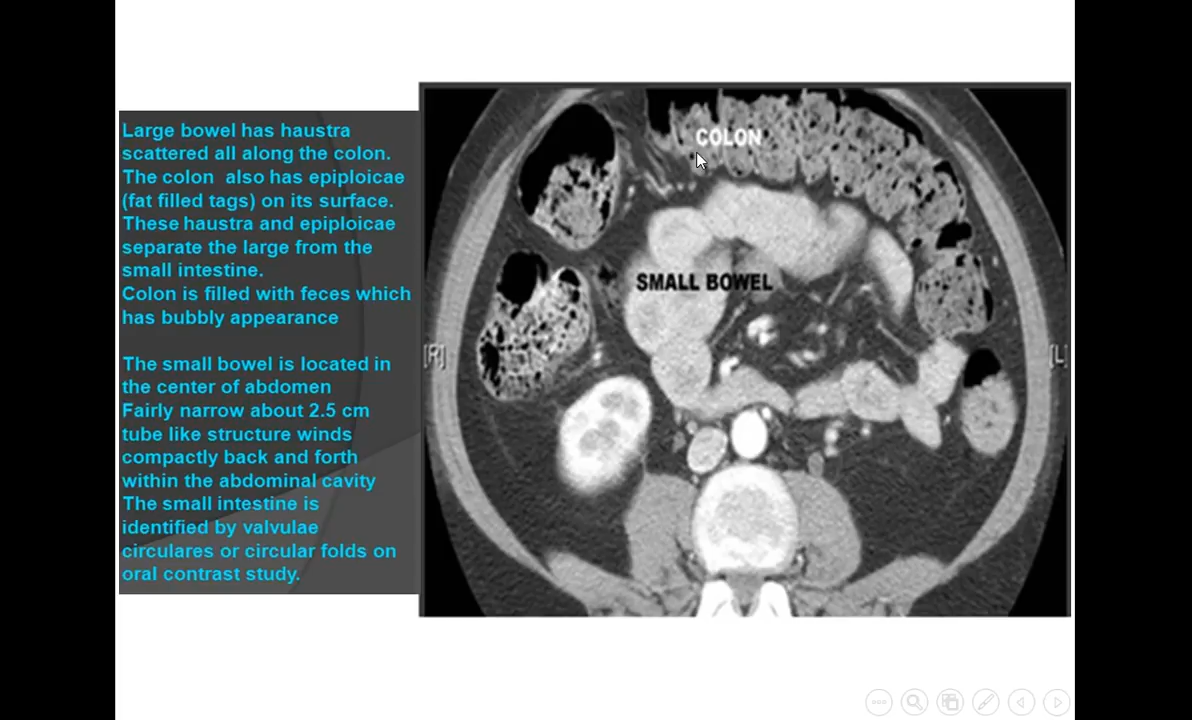 Large bowel has haustra
scattered all along the colon.
The colon also has epiploicae
(fat filled tags) on its surface.
These haustra and epiploicae
separate the large from the
small intestine.
Colon is filled with feces which
has bubbly appearance
The small bowel is located in
the center of abdomen
Fairly narrow about 2.5 cm
tube like structure winds
compactly back and forth
within the abdominal cavity
The small intestine is
identified by valvulae
circulares or circular folds on
oral contrast study.
COLON
SMALL BOWEL
[R]
[L]